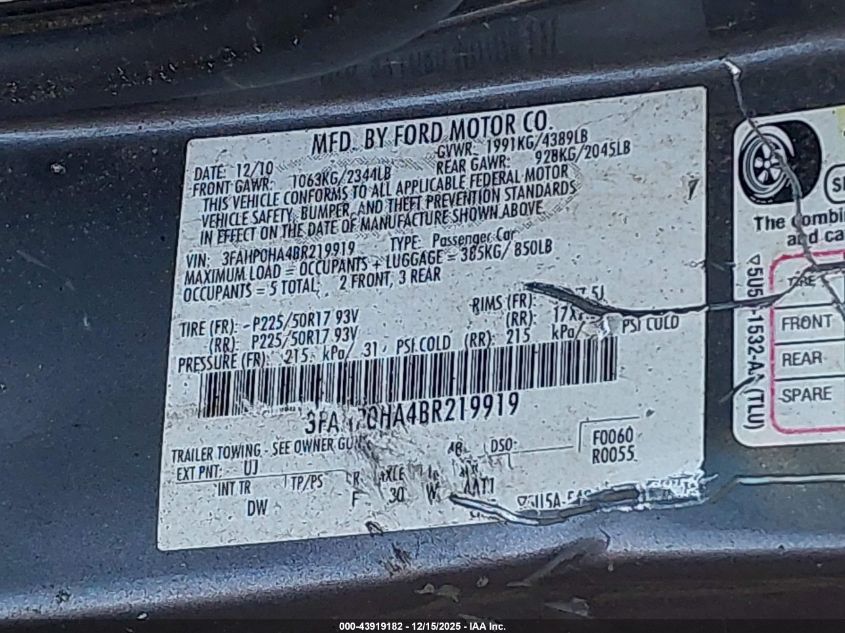 MFD. BY FORD MOTOR CO.
DATE: 12/10 GVWR: 1991KG/4389LB
FRONT GAWR: 1063KG/2344LB REAR GAWR: 928KG/2045LB
THIS VEHICLE CONFORMS TO ALL APPLICABLE FEDERAL MOTOR
VEHICLE SAFETY, BUMPER, AND THEFT PREVENTION STANDARDS
IN EFFECT ON THE DATE OF MANUFACTURE SHOWN ABOVE.
VIN: 3FAHP0HA4BR219919 TYPE: Passenger Car
MAXIMUM LOAD = OCCUPANTS + LUGGAGE = 385KG/850LB
OCCUPANTS = 5 TOTAL, 2 FRONT, 3 REAR
TIRE (FR): P225/50R17 93V RIMS (FR):
(RR): P225/50R17 93V (RR):
PRESSURE (FR): 215 kPa/ 31 PSI COLD (RR): 215 kPa/ PSI COLD
TRAILER TOWING - SEE OWNER
EXT PNT: UJ DSO: F0060
R0055
INT TR TP/PS
DW 30
The
and
TIRE
FRONT
REAR
SPARE
(TLU)
000-43919182 - 12/15/2025 - IAA Inc.